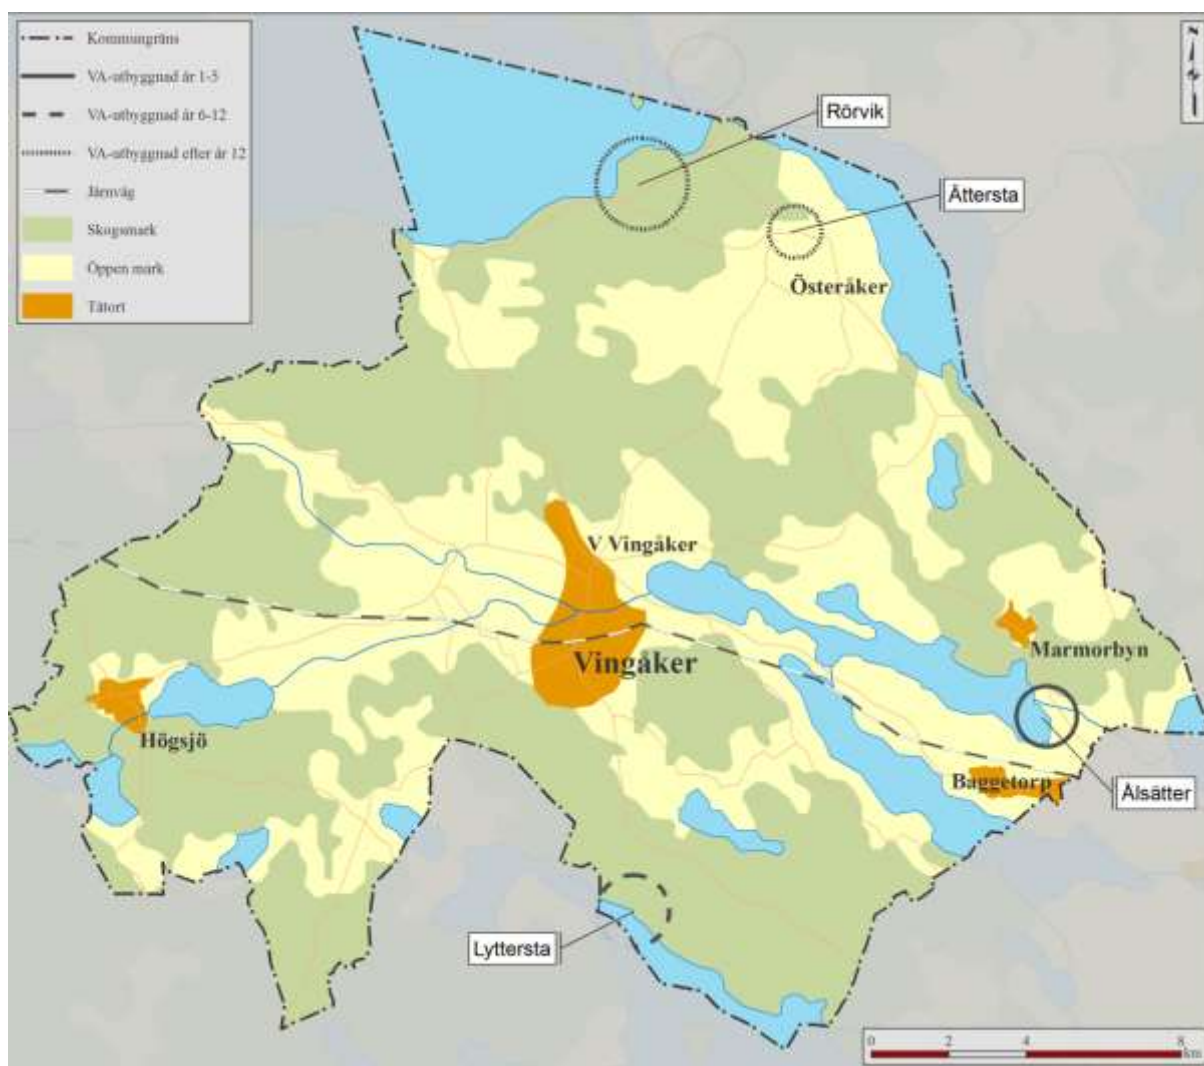 Kommungräns
VA-utbyggnad år 1-5
VA-utbyggnad år 6-12
VA-utbyggnad efter år 12
Järnväg
Skogsmark
Öppen mark
Tätort
N
Rörvik
Ättersta
Österåker
V Vingåker
Vingåker
Marmorbyn
Högsjö
Baggetorp
Ålsätter
Lyttersta
0 2 4 8
km